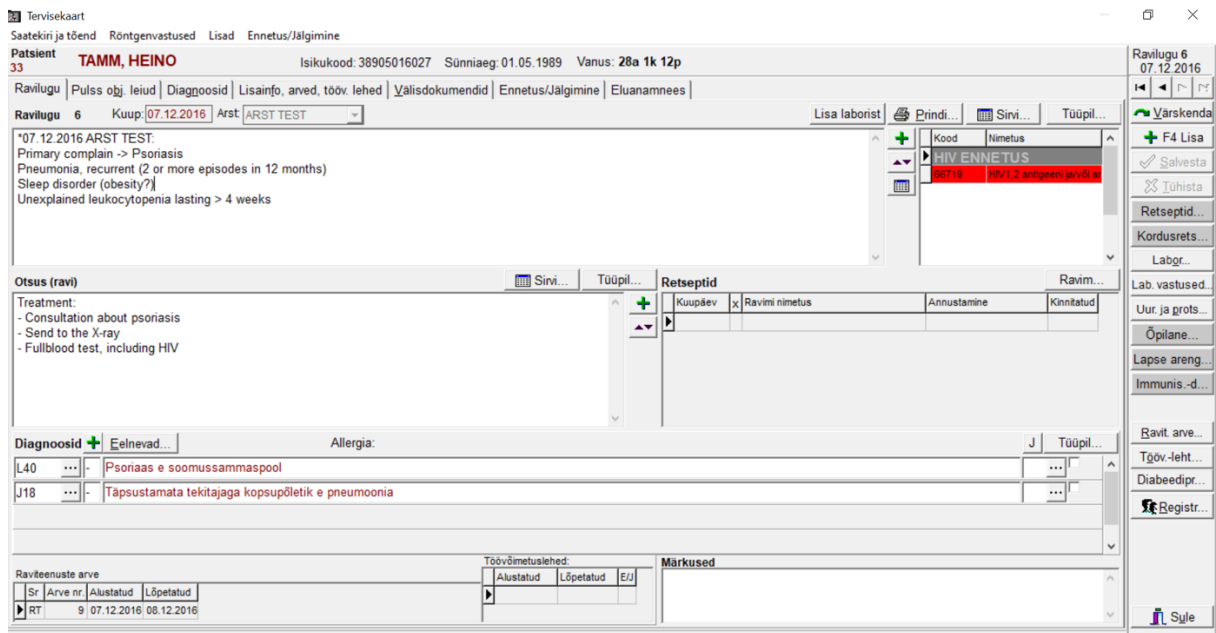 Tervisekaart
Saatekiri ja tõend Röntgenvastused Lisad Ennetus/Jälgimine
Patsient
33
TAMM, HEINO
Isikukood: 38905016027 Sünniaeg: 01.05.1989 Vanus: 28a 1k 12p
Ravilugu 6
07.12.2016
Ravilugu Pulss obj. leiud Diagnoosid Lisainfo, arved, tööv. lehed Välisdokumendid Ennetus/Jälgimine Eluanamnees
Ravilugu 6 Kuup: 07.12.2016 Arst: ARST TEST
Lisa laborist Prindi... Sirvi... Tüüpil...
*07.12.2016 ARST TEST:
Primary complain -> Psoriasis
Pneumonia, recurrent (2 or more episodes in 12 months)
Sleep disorder (obesity?)
Unexplained leukocytopenia lasting > 4 weeks
Kood Nimetus
HIV ENNETUS
66719 HIV1,2 antigeeni ja/või ar
Otsus (ravi) Sirvi... Tüüpil...
Treatment:
- Consultation about psoriasis
- Send to the X-ray
- Fullblood test, including HIV
Retseptid Ravim...
Kuupäev x Ravimi nimetus Annustamine Kinnitatud
Diagnoosid Eelnevad... Allergia: J Tüüpil...
L40 ... - Psoriaas e soomussammaspool ...
J18 ... - Täpsustamata tekitajaga kopsupõletik e pneumoonia ...
Raviteenuste arve
Sr Arve nr. Alustatud Lõpetatud
RT 9 07.12.2016 08.12.2016
Töövõimetuslehed:
Alustatud Lõpetatud E/J
Märkused
Värskenda
F4 Lisa
Salvesta
Tühista
Retseptid...
Kordusrets...
Labor...
Lab. vastused.
Uur. ja prots...
Õpilane...
Lapse areng...
Immunis.-d...
Ravit. arve...
Tööv.-leht...
Diabeedipr...
Registr...
Sule